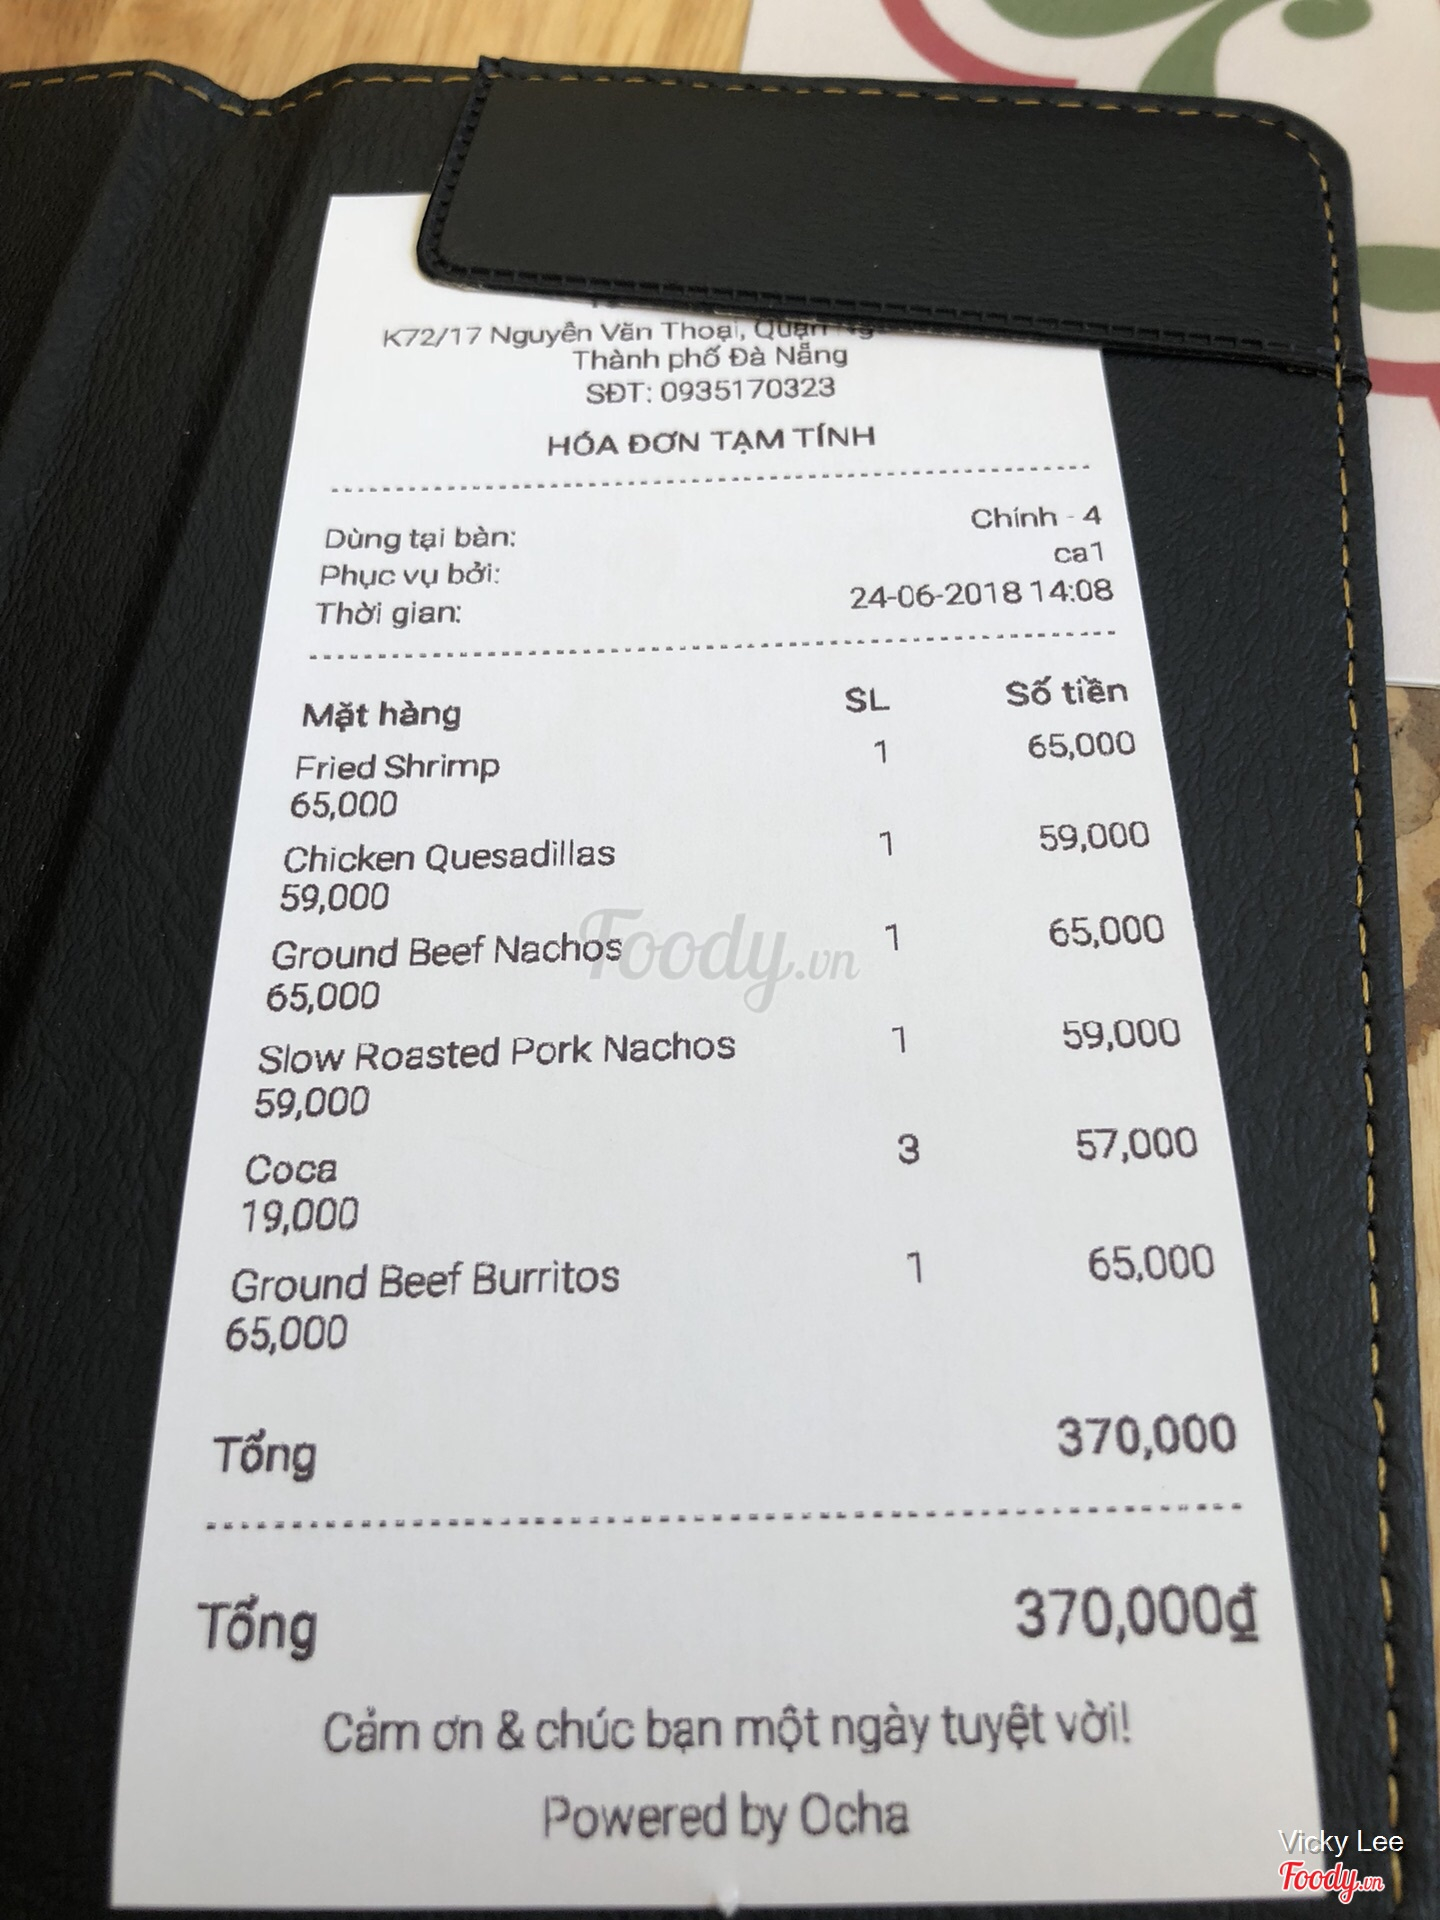 K72/17 Nguyễn Văn Thoại, Quận
Thành phố Đà Nẵng
SĐT: 0935170323
HÓA ĐƠN TẠM TÍNH
Dùng tại bàn: Chính - 4
Phục vụ bởi: ca1
Thời gian: 24-06-2018 14:08
Mặt hàng SL Số tiền
Fried Shrimp 1 65,000
65,000
Chicken Quesadillas 1 59,000
59,000
Ground Beef Nachos 1 65,000
65,000
Foody.vn
Slow Roasted Pork Nachos 1 59,000
59,000
Coca 3 57,000
19,000
Ground Beef Burritos 1 65,000
65,000
Tổng 370,000
Tổng 370,000đ
Cảm ơn & chúc bạn một ngày tuyệt vời!
Powered by Ocha
Vicky Lee
Foody.vn